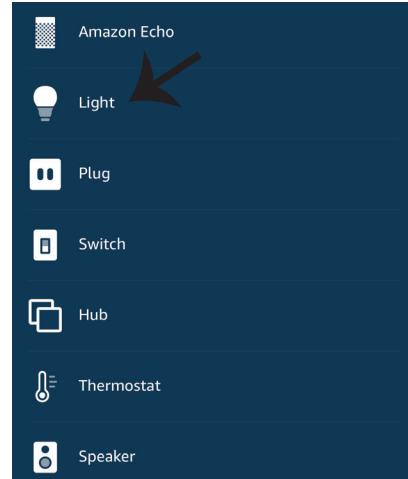 Amazon Echo
Light
Plug
Switch
Hub
Thermostat
Speaker